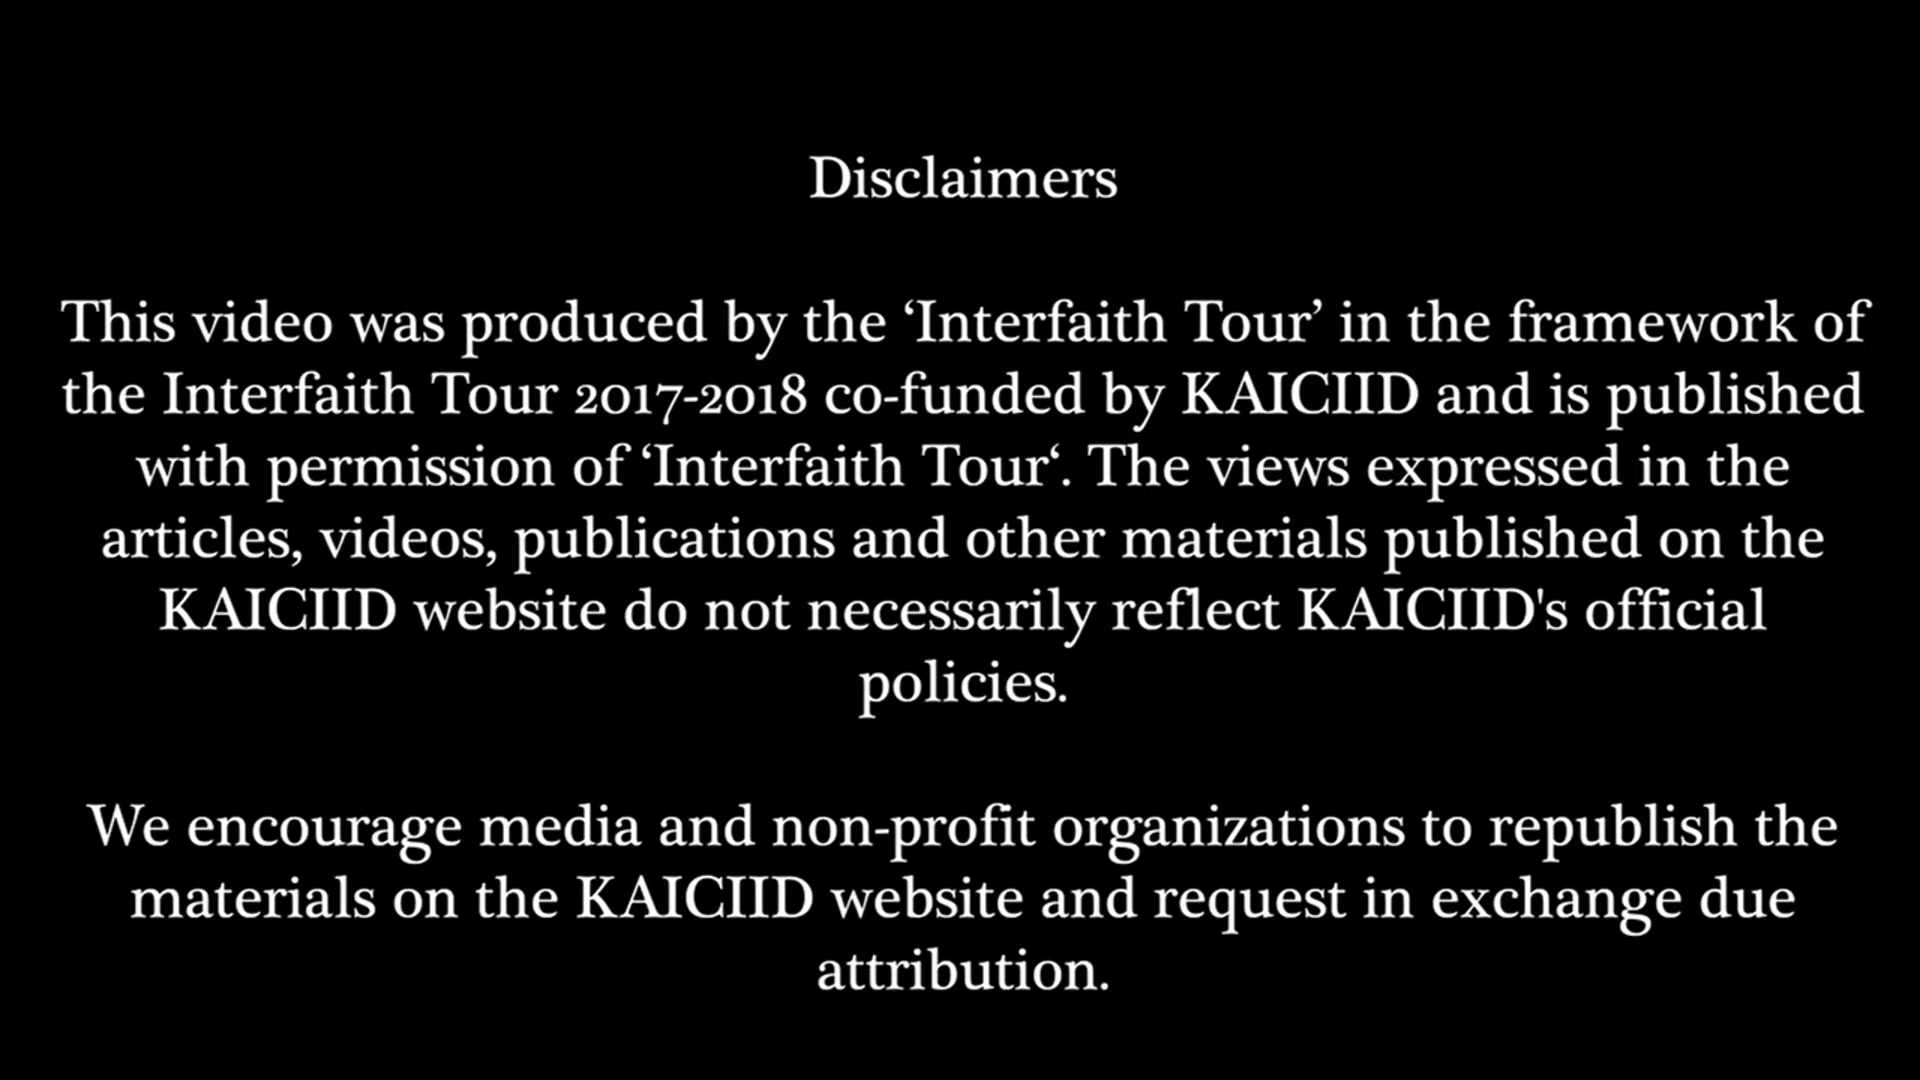 Disclaimers
This video was produced by the ‘Interfaith Tour’ in the framework of
the Interfaith Tour 2017-2018 co-funded by KAICIID and is published
with permission of ‘Interfaith Tour‘. The views expressed in the
articles, videos, publications and other materials published on the
KAICIID website do not necessarily reflect KAICIID's official
policies.
We encourage media and non-profit organizations to republish the
materials on the KAICIID website and request in exchange due
attribution.